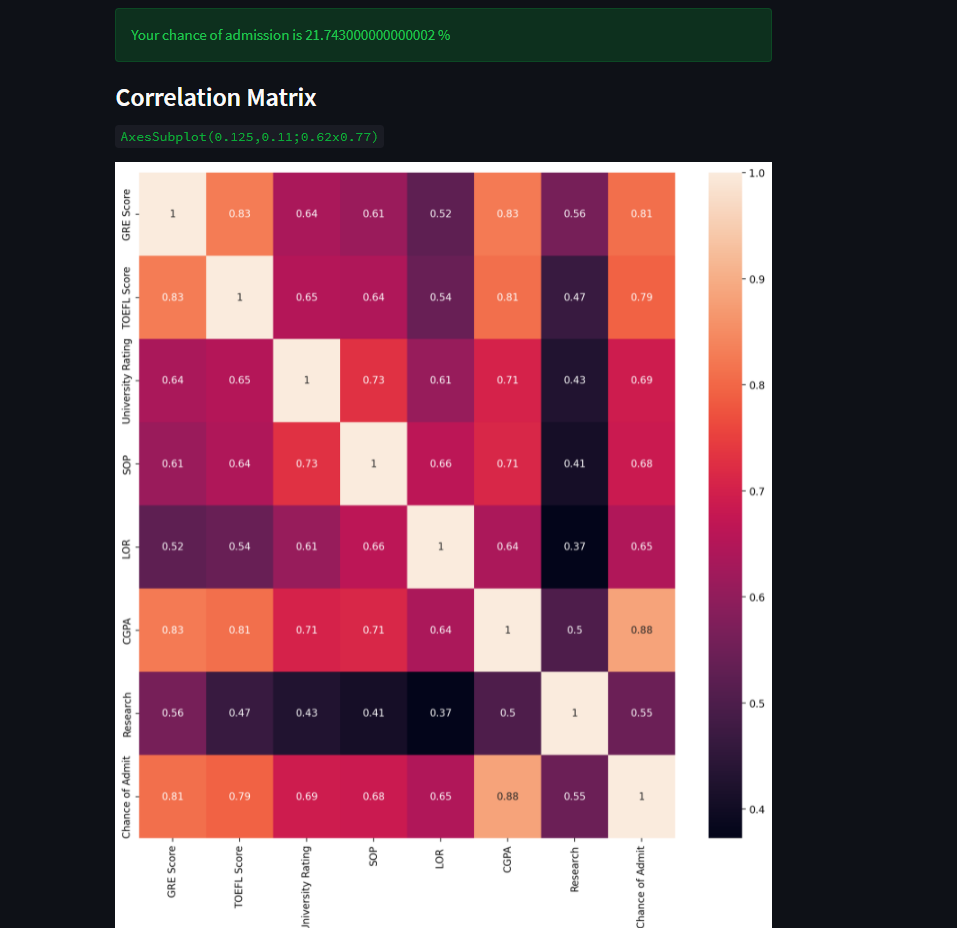 Your chance of admission is 21.743000000000002 %
Correlation Matrix
AxesSubplot(0.125,0.11;0.62x0.77)
GRE Score 1 0.83 0.64 0.61 0.52 0.83 0.56 0.81
TOEFL Score 0.83 1 0.65 0.64 0.54 0.81 0.47 0.79
University Rating 0.64 0.65 1 0.73 0.61 0.71 0.43 0.69
SOP 0.61 0.64 0.73 1 0.66 0.71 0.41 0.68
LOR 0.52 0.54 0.61 0.66 1 0.64 0.37 0.65
CGPA 0.83 0.81 0.71 0.71 0.64 1 0.5 0.88
Research 0.56 0.47 0.43 0.41 0.37 0.5 1 0.55
Chance of Admit 0.81 0.79 0.69 0.68 0.65 0.88 0.55 1
GRE Score
TOEFL Score
University Rating
SOP
LOR
CGPA
Research
Chance of Admit
1.0
0.9
0.8
0.7
0.6
0.5
0.4